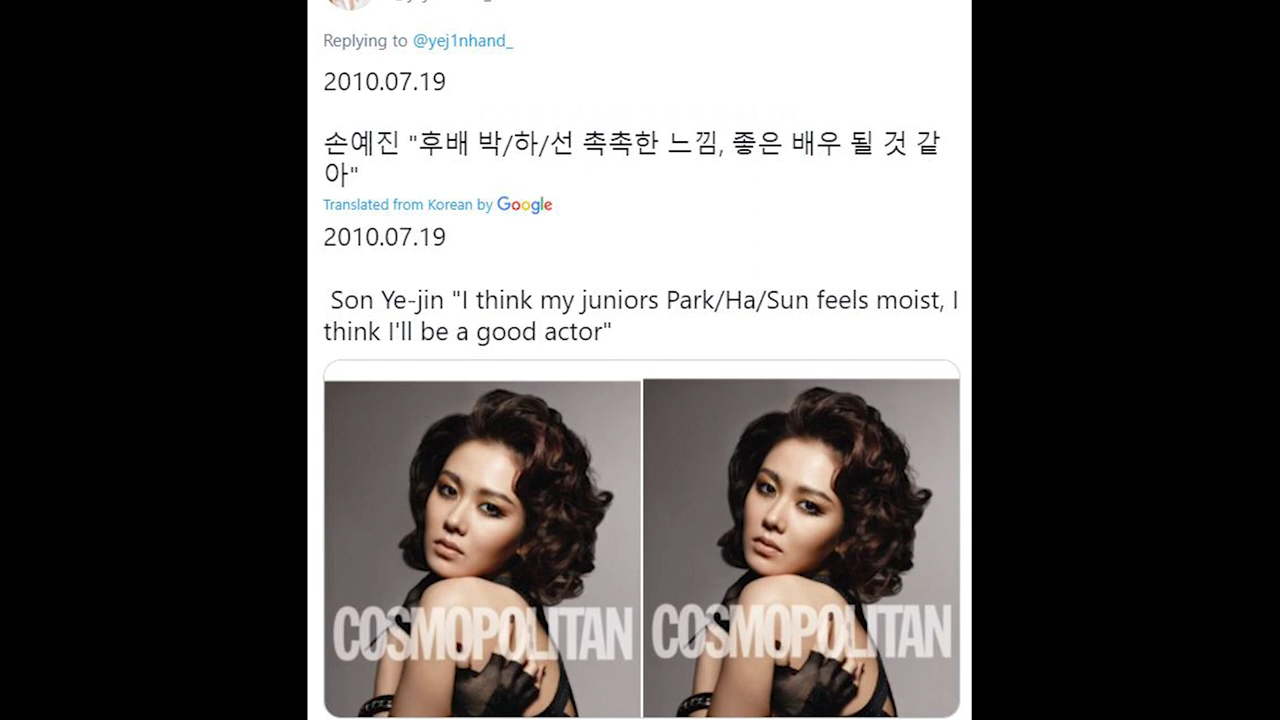 Replying to @yej1nhand_
2010.07.19
손예진 "후배 박/하/선 촉촉한 느낌, 좋은 배우 될 것 같
아"
Translated from Korean by Google
2010.07.19
Son Ye-jin "I think my juniors Park/Ha/Sun feels moist, I
think I'll be a good actor"
COSMOPOLITAN COSMOPOLITAN